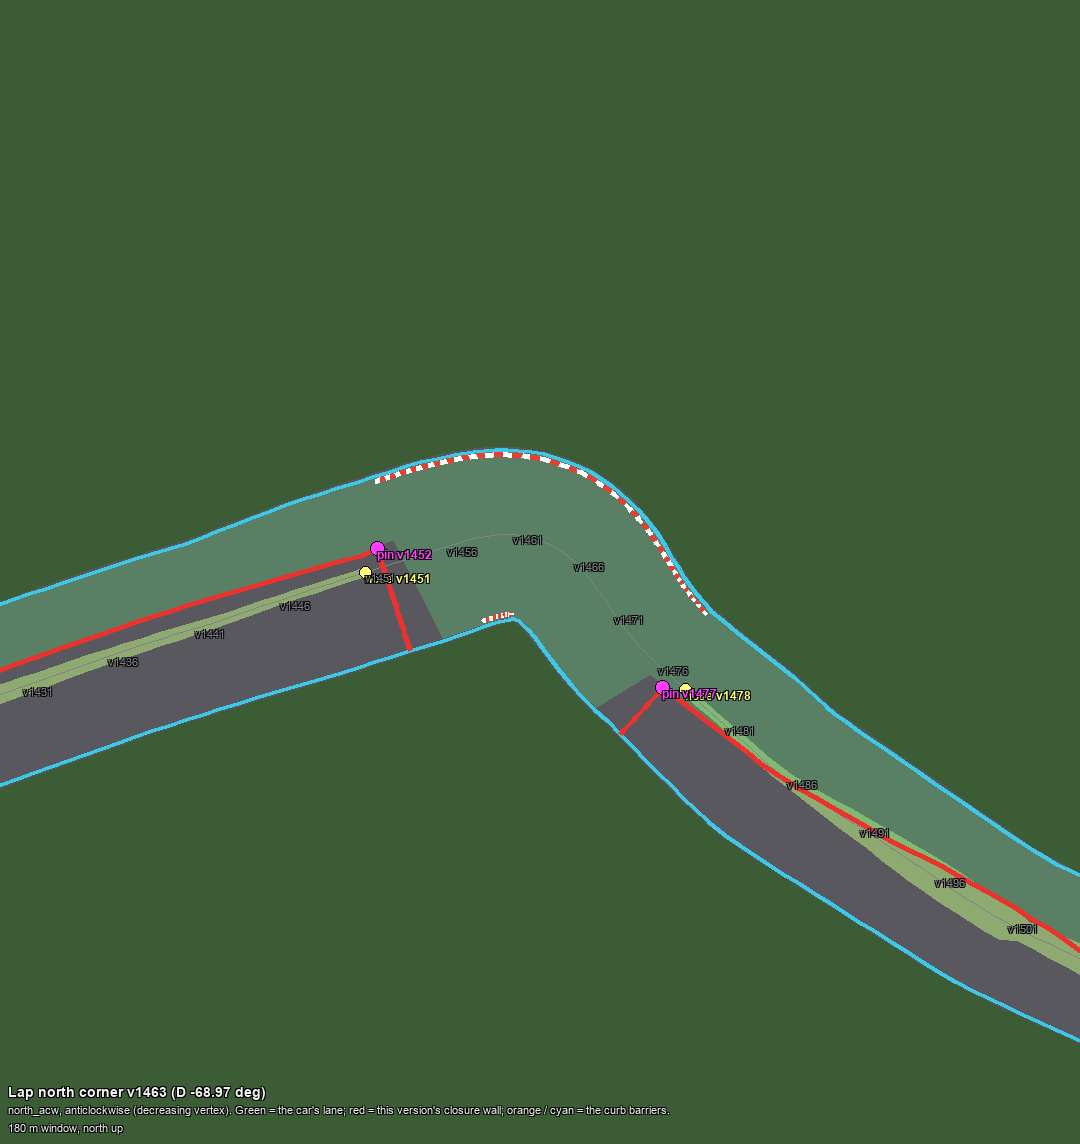 v1461
v1456
pin v1452
v1451
v1466
v1446
v1471
v1441
v1436
v1476
v1431
pin v1477
v1478
v1481
v1486
v1491
v1496
v1501
Lap north corner v1463 (D -68.97 deg)
north_acw, anticlockwise (decreasing vertex). Green = the car's lane; red = this version's closure wall; orange / cyan = the curb barriers.
180 m window, north up